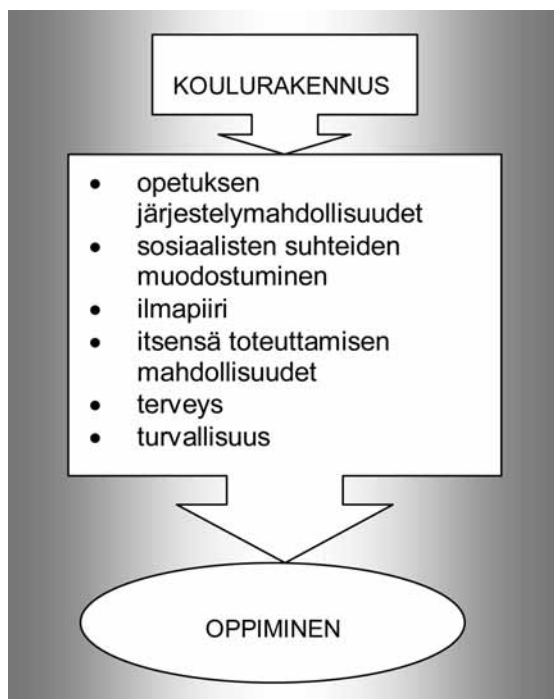 KOULURAKENNUS
• opetuksen
järjestelymahdollisuudet
• sosiaalisten suhteiden
muodostuminen
• ilmapiiri
• itsensä toteuttamisen
mahdollisuudet
• terveys
• turvallisuus
OPPIMINEN